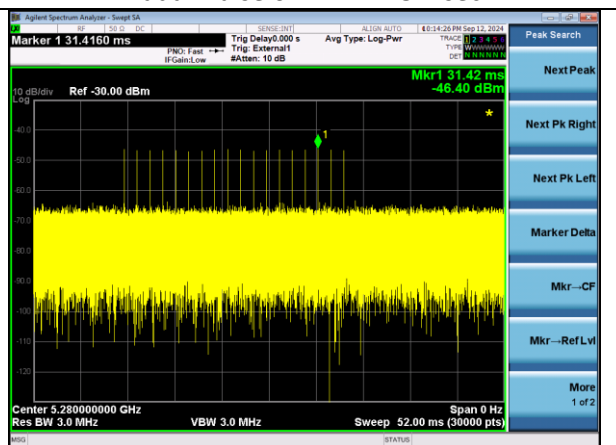 Agilent Spectrum Analyzer - Swept SA
RF 50 Ω DC SENSE:INT ALIGN AUTO 10:14:26 PM Sep 12, 2024
Marker 1 31.4160 ms
PNO: Fast
IFGain:Low
Trig Delay0.000 s
Trig: External1
#Atten: 10 dB
Avg Type: Log-Pwr
TRACE 1 2 3 4 5 6
TYPE WWWWWW
DET N N N N N N
Mkr1 31.42 ms
-46.40 dBm
10 dB/div Ref -30.00 dBm
Log
1
*
-40.0
-60.0
-70.0
-80.0
-90.0
-100
-110
-120
Center 5.280000000 GHz Span 0 Hz
Res BW 3.0 MHz VBW 3.0 MHz Sweep 52.00 ms (30000 pts)
MSG STATUS
Peak Search
Next Peak
Next Pk Right
Next Pk Left
Marker Delta
Mkr→CF
Mkr→Ref Lvl
More
1 of 2